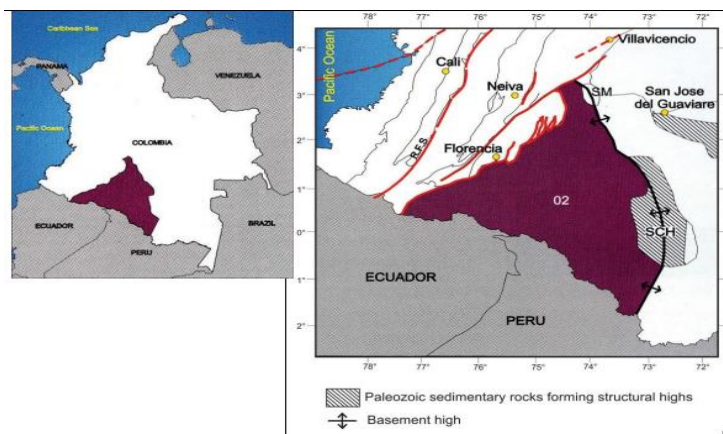 Caribbean Sea
PANAMA
VENEZUELA
Pacific Ocean
COLOMBIA
ECUADOR
BRAZIL
PERU
78° 77° 76° 75° 74° 73° 72°
4°
3°
2°
1°
0°
1°
2°
Pacific Ocean
Villavicencio
Cali
Neiva
SM
San Jose
del Guaviare
R.F.S.
Florencia
02
SCH
ECUADOR
PERU
78° 77° 76° 75° 74° 73° 72°
Paleozoic sedimentary rocks forming structural highs
Basement high